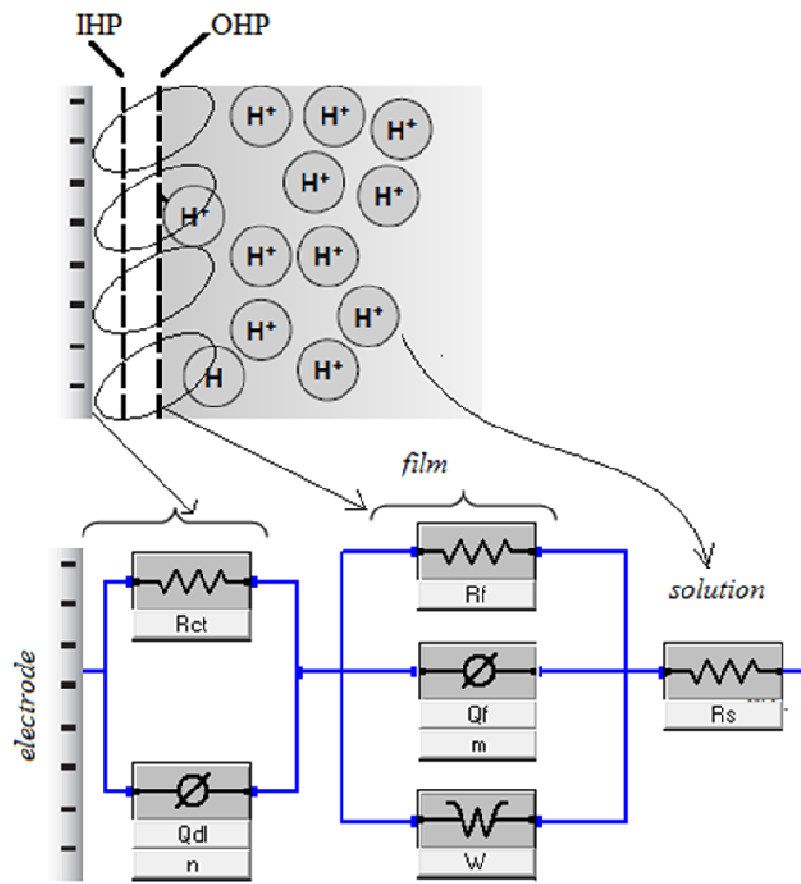 IHP OHP
H⁺ H⁺ H⁺
H⁺ H⁺
H⁺
H⁺ H⁺
H⁺ H⁺
H H⁺
film
solution
electrode
Rct
Qdl
n
Rf
Qf
m
W
Rs